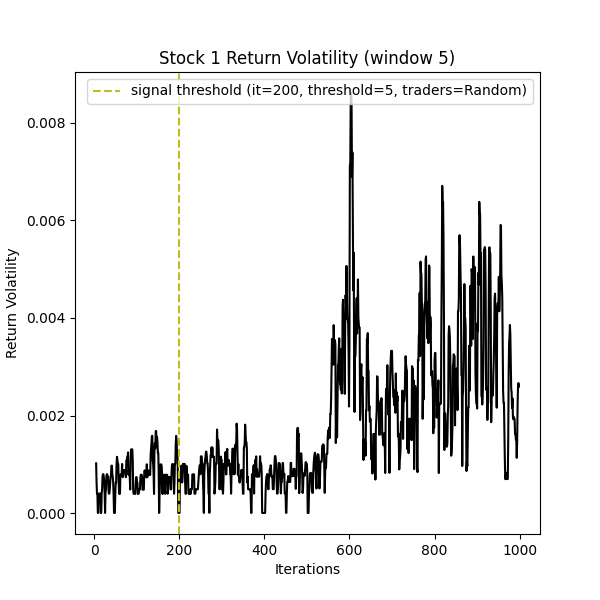 Stock 1 Return Volatility (window 5)
signal threshold (it=200, threshold=5, traders=Random)
0.008
0.006
0.004
0.002
0.000
Return Volatility
0 200 400 600 800 1000
Iterations